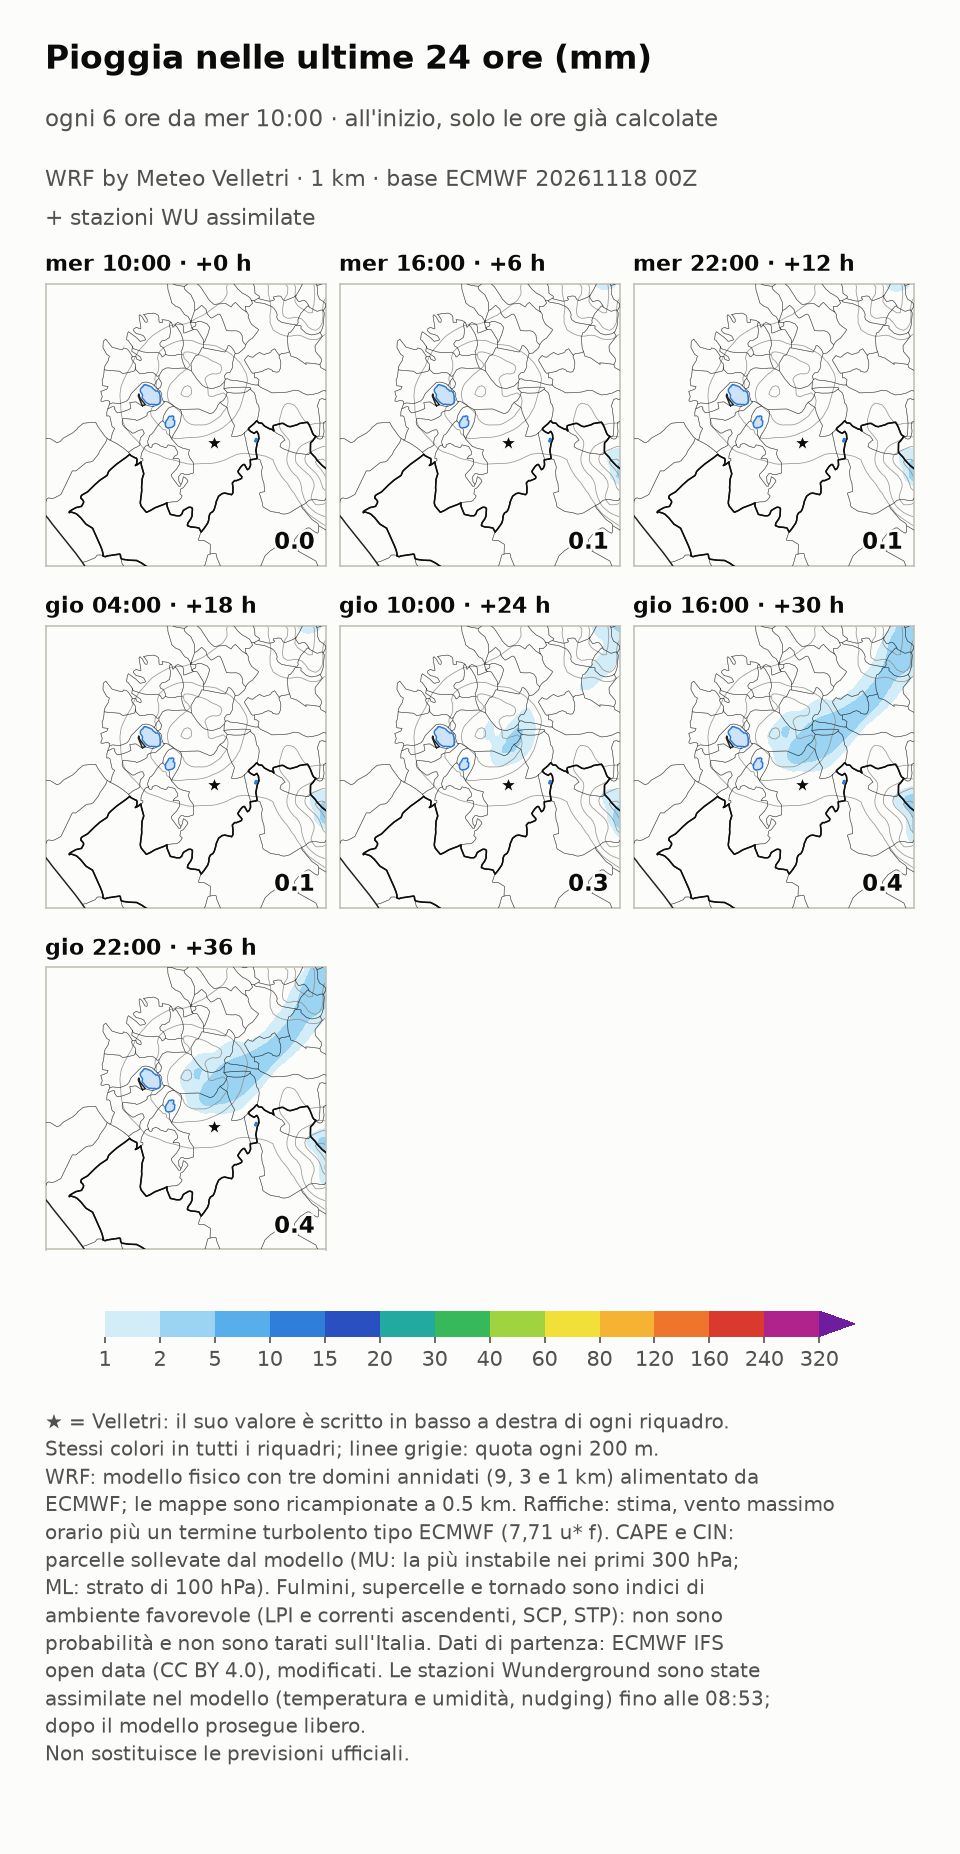 Pioggia nelle ultime 24 ore (mm)
ogni 6 ore da mer 10:00 · all'inizio, solo le ore già calcolate
WRF by Meteo Velletri · 1 km · base ECMWF 20261118 00Z
+ stazioni WU assimilate
mer 10:00 · +0 h
mer 16:00 · +6 h
mer 22:00 · +12 h
0.0
0.1
0.1
gio 04:00 · +18 h
gio 10:00 · +24 h
gio 16:00 · +30 h
0.1
0.3
0.4
gio 22:00 · +36 h
0.4
1 2 5 10 15 20 30 40 60 80 120 160 240 320
★ = Velletri: il suo valore è scritto in basso a destra di ogni riquadro.
Stessi colori in tutti i riquadri; linee grigie: quota ogni 200 m.
WRF: modello fisico con tre domini annidati (9, 3 e 1 km) alimentato da
ECMWF; le mappe sono ricampionate a 0.5 km. Raffiche: stima, vento massimo
orario più un termine turbolento tipo ECMWF (7,71 u* f). CAPE e CIN:
parcelle sollevate dal modello (MU: la più instabile nei primi 300 hPa;
ML: strato di 100 hPa). Fulmini, supercelle e tornado sono indici di
ambiente favorevole (LPI e correnti ascendenti, SCP, STP): non sono
probabilità e non sono tarati sull'Italia. Dati di partenza: ECMWF IFS
open data (CC BY 4.0), modificati. Le stazioni Wunderground sono state
assimilate nel modello (temperatura e umidità, nudging) fino alle 08:53;
dopo il modello prosegue libero.
Non sostituisce le previsioni ufficiali.